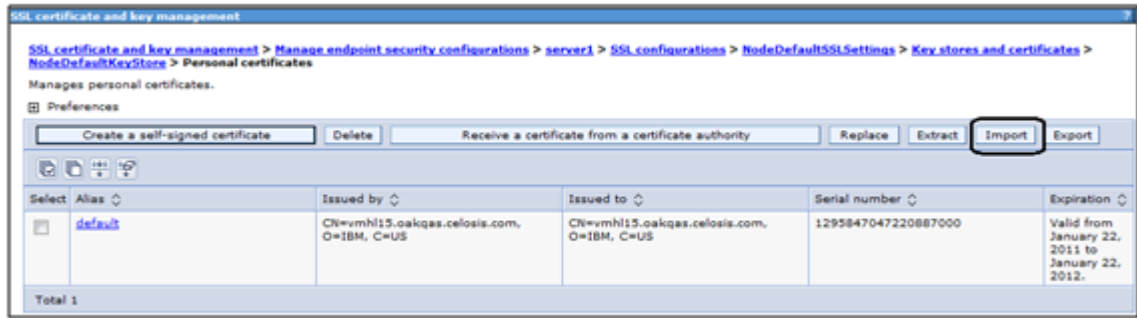 SSL certificate and key management ?
SSL certificate and key management > Manage endpoint security configurations > server1 > SSL configurations > NodeDefaultSSLSettings > Key stores and certificates >
NodeDefaultKeyStore > Personal certificates
Manages personal certificates.
Preferences
Create a self-signed certificate Delete Receive a certificate from a certificate authority Replace Extract Import Export
Select Alias Issued by Issued to Serial number Expiration
default CN=vmhl15.oakqas.celosis.com, CN=vmhl15.oakqas.celosis.com, 1295847047220887000 Valid from
O=IBM, C=US O=IBM, C=US January 22,
2011 to
January 22,
2012.
Total 1